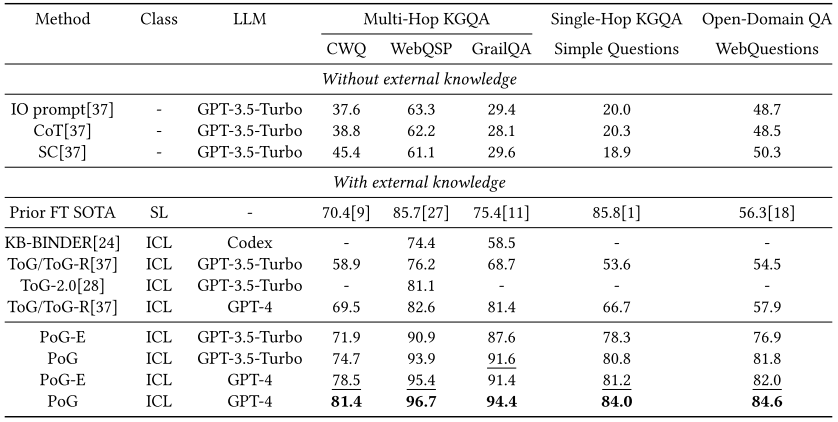 Method Class LLM Multi-Hop KGQA Single-Hop KGQA Open-Domain QA
CWQ WebQSP GrailQA Simple Questions WebQuestions
Without external knowledge
IO prompt[37] - GPT-3.5-Turbo 37.6 63.3 29.4 20.0 48.7
CoT[37] - GPT-3.5-Turbo 38.8 62.2 28.1 20.3 48.5
SC[37] - GPT-3.5-Turbo 45.4 61.1 29.6 18.9 50.3
With external knowledge
Prior FT SOTA SL - 70.4[9] 85.7[27] 75.4[11] 85.8[1] 56.3[18]
KB-BINDER[24] ICL Codex - 74.4 58.5 - -
ToG/ToG-R[37] ICL GPT-3.5-Turbo 58.9 76.2 68.7 53.6 54.5
ToG-2.0[28] ICL GPT-3.5-Turbo - 81.1 - - -
ToG/ToG-R[37] ICL GPT-4 69.5 82.6 81.4 66.7 57.9
PoG-E ICL GPT-3.5-Turbo 71.9 90.9 87.6 78.3 76.9
PoG ICL GPT-3.5-Turbo 74.7 93.9 91.6 80.8 81.8
PoG-E ICL GPT-4 78.5 95.4 91.4 81.2 82.0
PoG ICL GPT-4 81.4 96.7 94.4 84.0 84.6